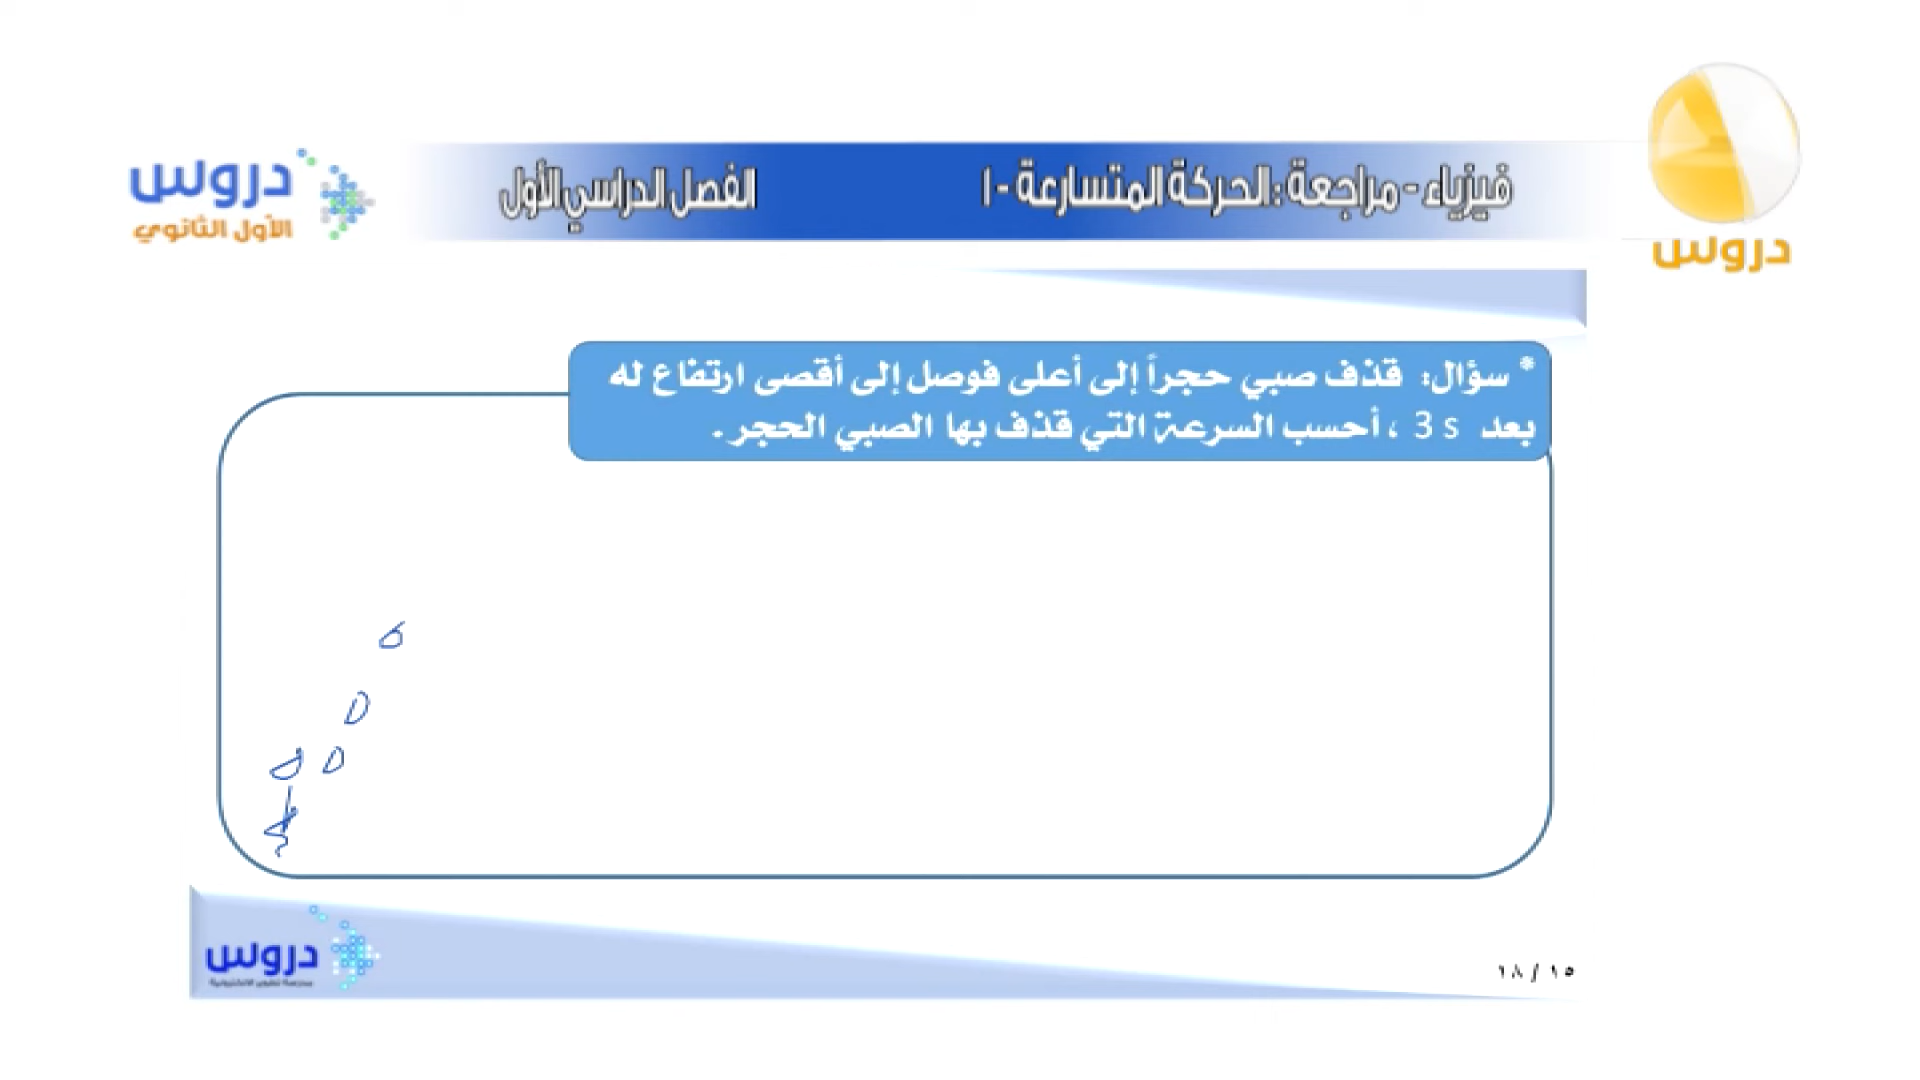 دروس
فيزياء - مراجعة : الحركة المتسارعة - ١
الفصل الدراسي الأول
دروس
الأول الثانوي
* سؤال: قذف صبي حجراً إلى أعلى فوصل إلى أقصى ارتفاع له
بعد 3 s ، أحسب السرعة التي قذف بها الصبي الحجر .
دروس
١٨ / ١٥